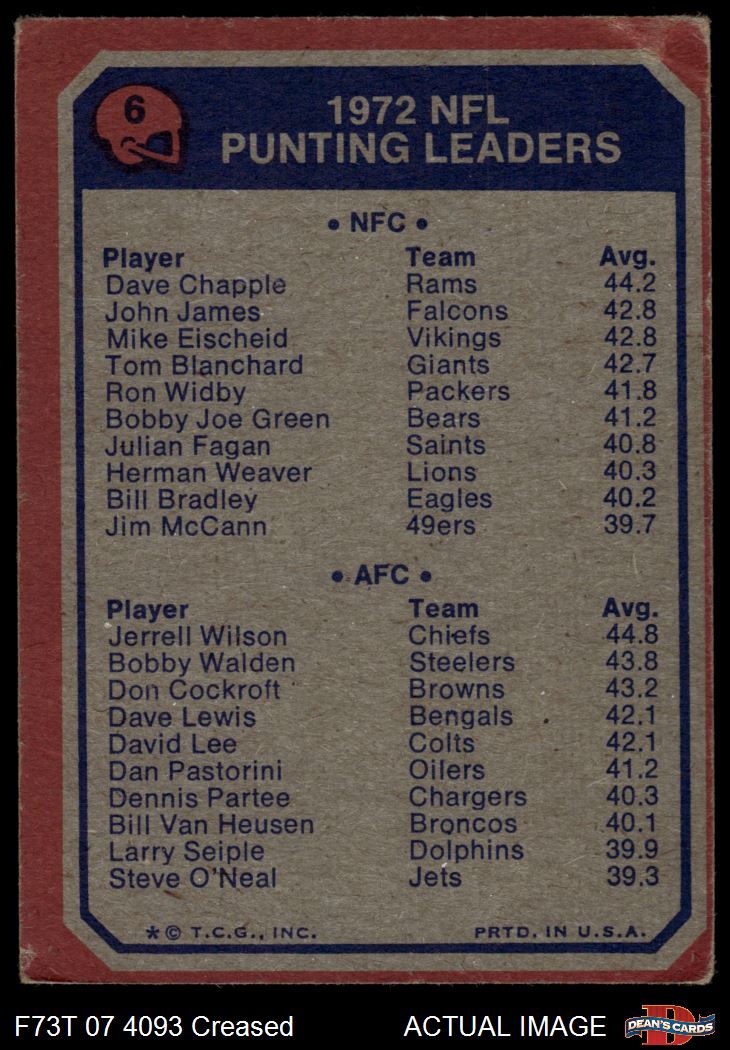 6
1972 NFL
PUNTING LEADERS
• NFC •
Player Team Avg.
Dave Chapple Rams 44.2
John James Falcons 42.8
Mike Eischeid Vikings 42.8
Tom Blanchard Giants 42.7
Ron Widby Packers 41.8
Bobby Joe Green Bears 41.2
Julian Fagan Saints 40.8
Herman Weaver Lions 40.3
Bill Bradley Eagles 40.2
Jim McCann 49ers 39.7
• AFC •
Player Team Avg.
Jerrell Wilson Chiefs 44.8
Bobby Walden Steelers 43.8
Don Cockroft Browns 43.2
Dave Lewis Bengals 42.1
David Lee Colts 42.1
Dan Pastorini Oilers 41.2
Dennis Partee Chargers 40.3
Bill Van Heusen Broncos 40.1
Larry Seiple Dolphins 39.9
Steve O'Neal Jets 39.3
* © T.C.G., INC. PRTD. IN U.S.A.
F73T 07 4093 Creased ACTUAL IMAGE D DEAN'S CARDS